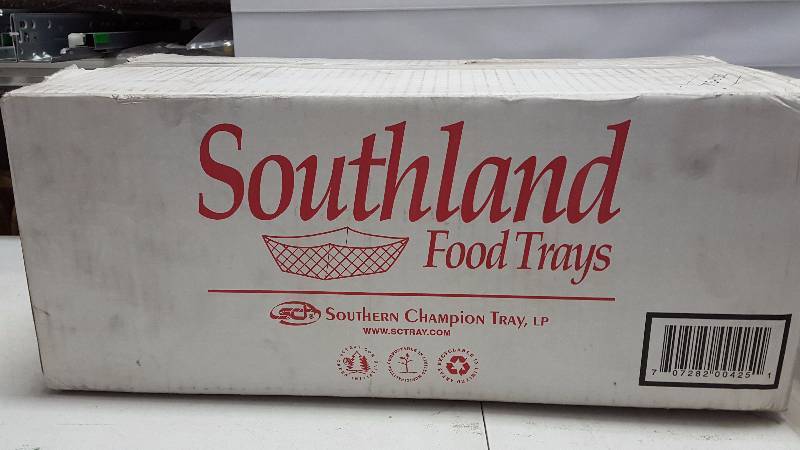 Southland
Food Trays
sct
SOUTHERN CHAMPION TRAY, LP
WWW.SCTRAY.COM
7 07282 00425 1